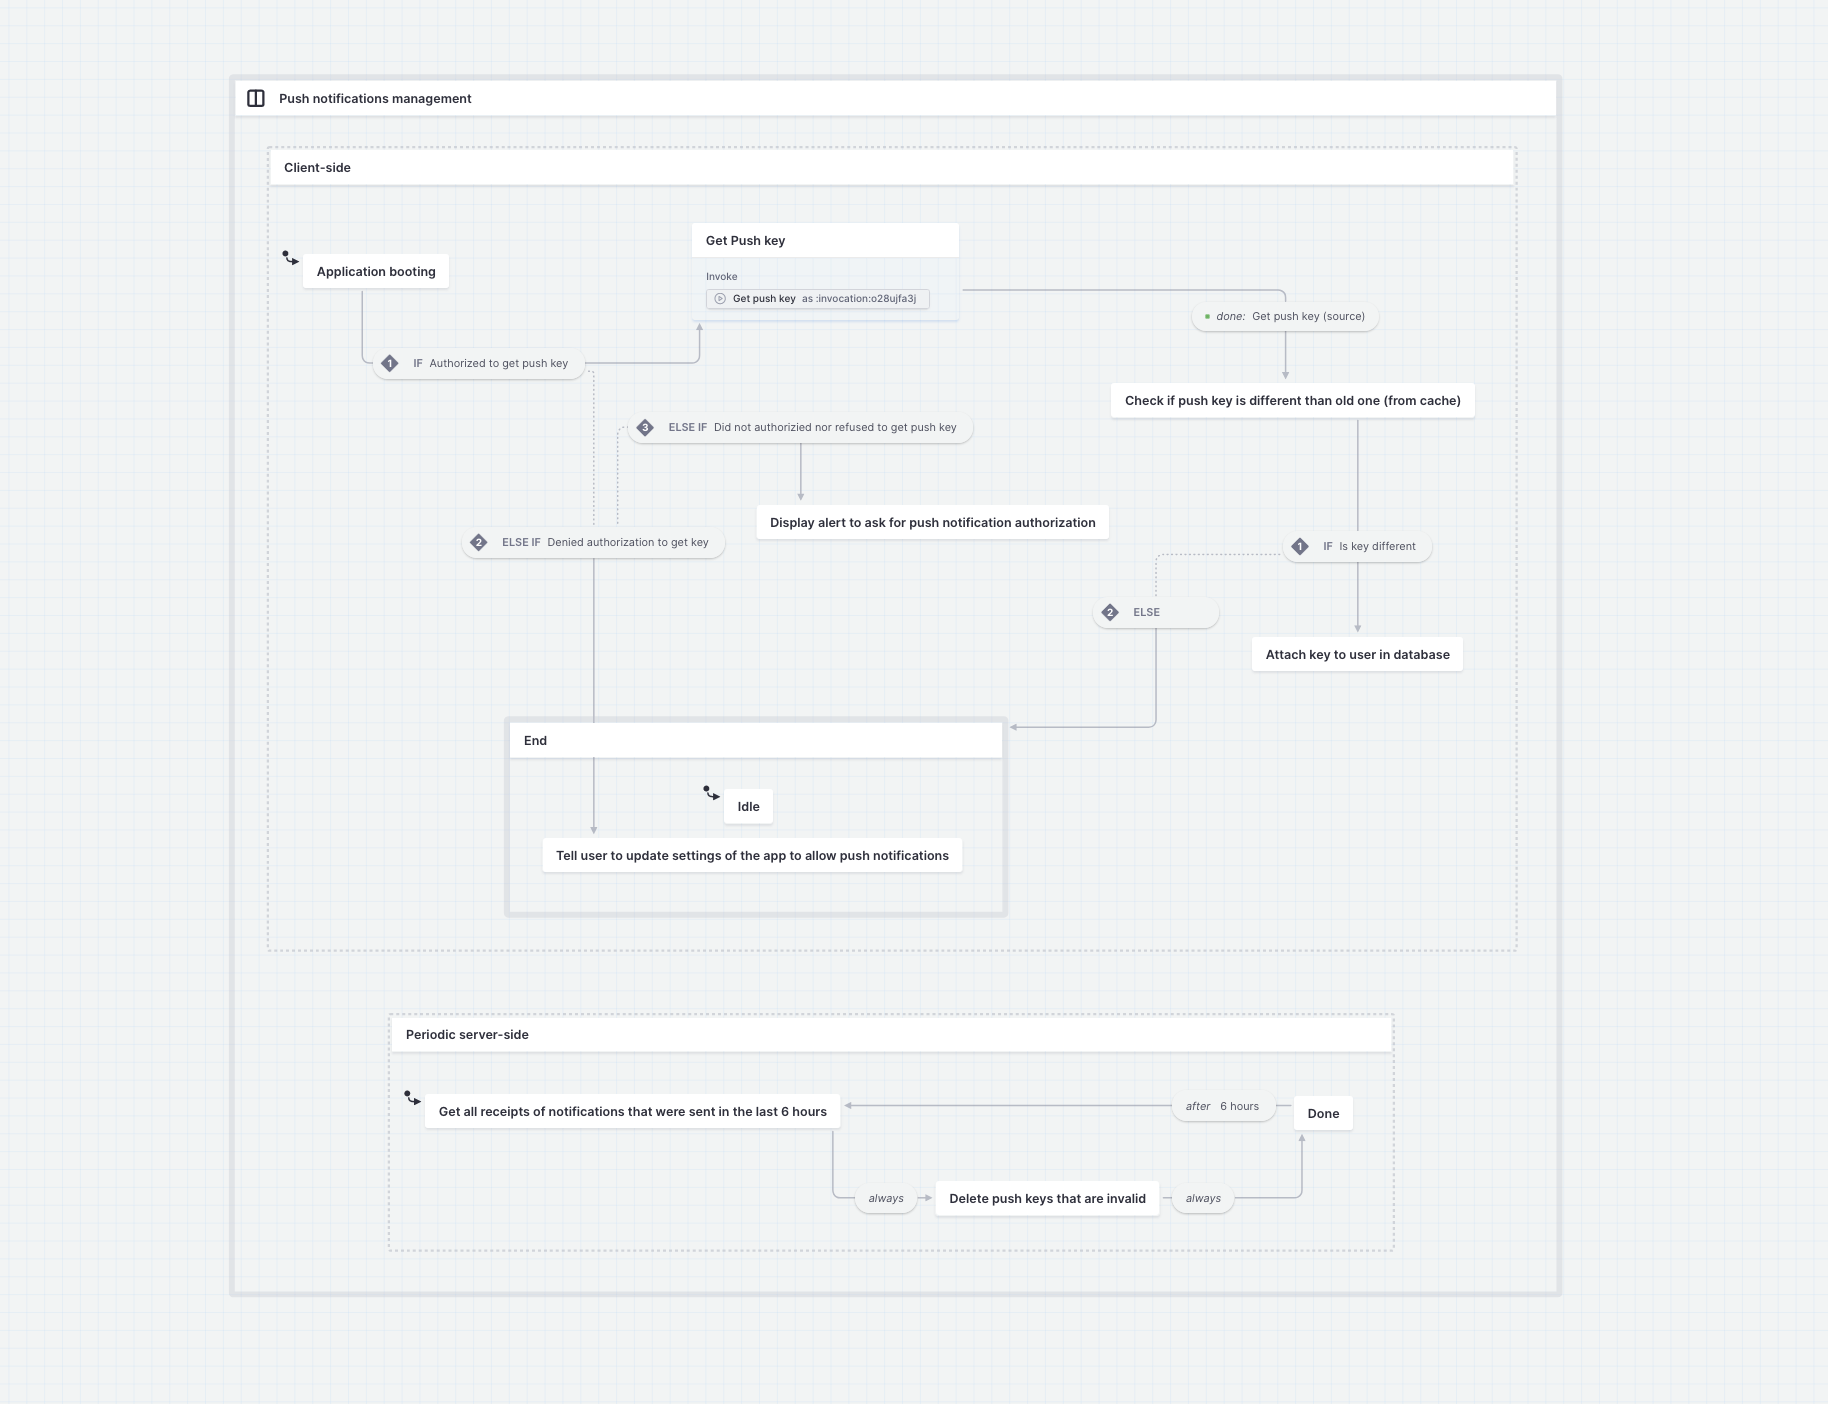 Push notifications management
Client-side
Application booting
Get Push key
Invoke
Get push key as :invocation:o28ujfa3j
done: Get push key (source)
1 IF Authorized to get push key
Check if push key is different than old one (from cache)
3 ELSE IF Did not authorizied nor refused to get push key
Display alert to ask for push notification authorization
2 ELSE IF Denied authorization to get key
1 IF Is key different
2 ELSE
Attach key to user in database
End
Idle
Tell user to update settings of the app to allow push notifications
Periodic server-side
Get all receipts of notifications that were sent in the last 6 hours
after 6 hours
Done
always
Delete push keys that are invalid
always